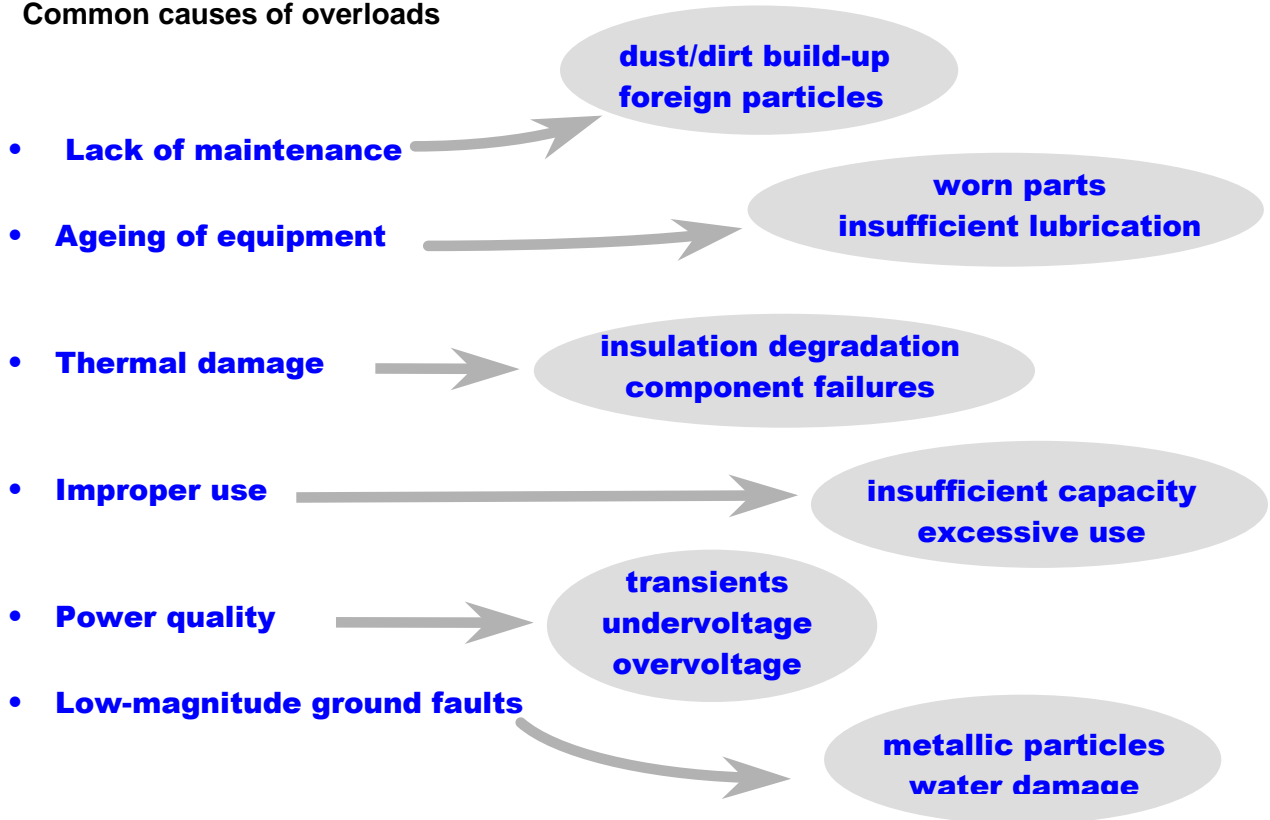 Common causes of overloads
dust/dirt build-up
foreign particles
• Lack of maintenance
worn parts
insufficient lubrication
• Ageing of equipment
• Thermal damage
insulation degradation
component failures
• Improper use
insufficient capacity
excessive use
• Power quality
transients
undervoltage
overvoltage
• Low-magnitude ground faults
metallic particles
water damage